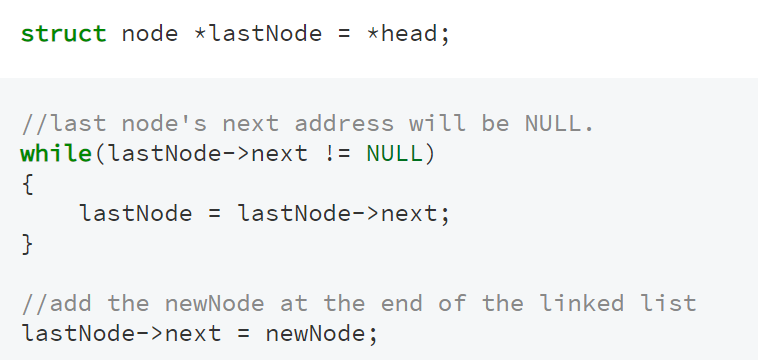 struct node *lastNode = *head;
//last node's next address will be NULL.
while(lastNode->next != NULL)
{
    lastNode = lastNode->next;
}
//add the newNode at the end of the linked list
lastNode->next = newNode;